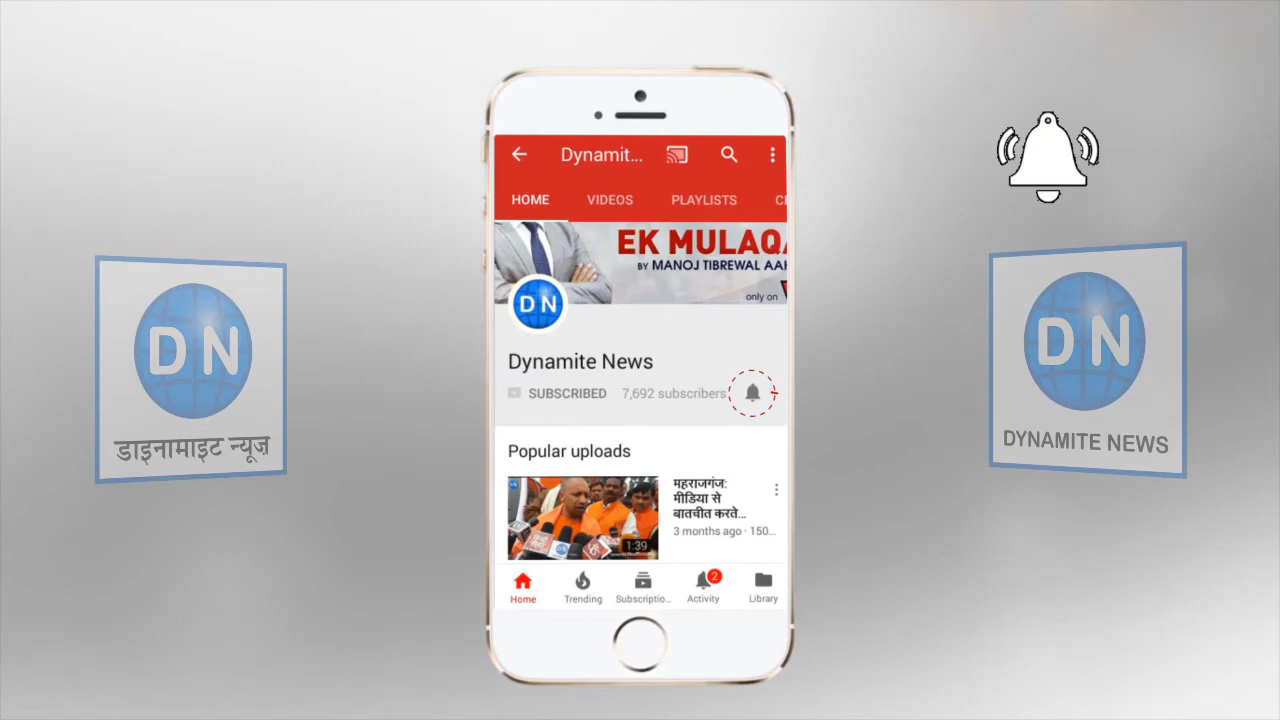 Dynamit...
HOME VIDEOS PLAYLISTS
EK MULAQA
BY MANOJ TIBREWAL AAK
only on
DN
Dynamite News
SUBSCRIBED 7,692 subscribers
Popular uploads
महराजगंज:
मीडिया से
बातचीत करते...
3 months ago · 150...
1:39
Home Trending Subscriptio... 2 Activity Library
DN
डाइनामाइट न्यूज़
DN
DYNAMITE NEWS